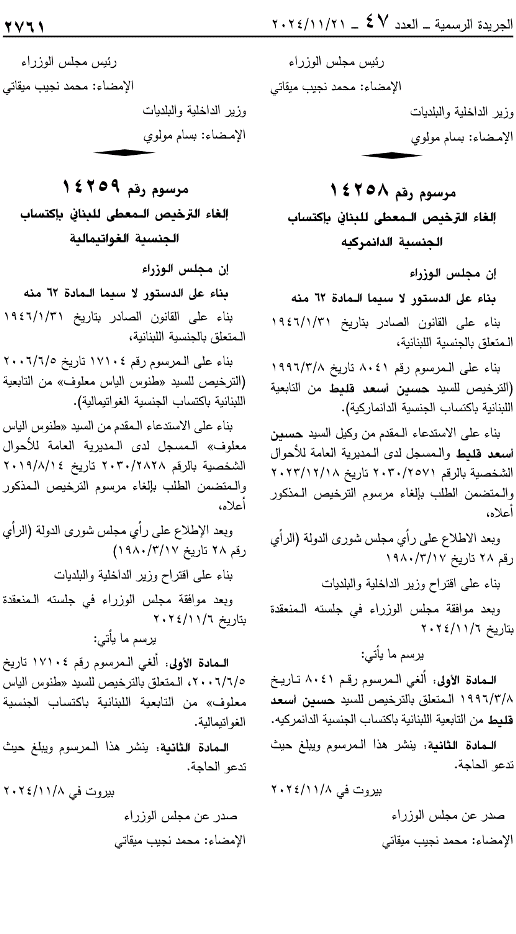 الجريدة الرسمية ــ العدد ٤٧ ــ ٢٠٢٤/١١/٢١
٢٧٦١
رئيس مجلس الوزراء
الإمضاء: محمد نجيب ميقاتي
وزير الداخلية والبلديات
الإمضاء: بسام مولوي
مرسوم رقم ١٤٢٥٨
إلغاء الترخيص المعطى للبناني بإكتساب
الجنسية الدانمركيه
إن مجلس الوزراء
بناء على الدستور لا سيما المادة ٦٢ منه
بناء على القانون الصادر بتاريخ ١٩٤٦/١/٣١
المتعلق بالجنسية اللبنانية،
بناء على المرسوم رقم ٨٠٤١ تاريخ ١٩٩٦/٣/٨
(الترخيص للسيد حسين أسعد قليط من التابعية
اللبنانية باكتساب الجنسية الدانماركية).
بناء على الاستدعاء المقدم من وكيل السيد حسين
أسعد قليط والمسجل لدى المديرية العامة للأحوال
الشخصية بالرقم ٢٠٣٠/٢٥٧١ تاريخ ٢٠٢٣/١٢/١٨
والمتضمن الطلب بإلغاء مرسوم الترخيص المذكور
أعلاه،
وبعد الاطلاع على رأي مجلس شورى الدولة (الرأي
رقم ٢٨ تاريخ ١٩٨٠/٣/١٧
بناء على اقتراح وزير الداخلية والبلديات
وبعد موافقة مجلس الوزراء في جلسته المنعقدة
بتاريخ ٢٠٢٤/١١/٦
يرسم ما يأتي:
المادة الأولى: ألغي المرسوم رقم ٨٠٤١ تاريخ
١٩٩٦/٣/٨ المتعلق بالترخيص للسيد حسين أسعد
قليط من التابعية اللبنانية باكتساب الجنسية الدانمركيه.
المادة الثانية: ينشر هذا المرسوم ويبلغ حيث
تدعو الحاجة.
بيروت في ٢٠٢٤/١١/٨
صدر عن مجلس الوزراء
الإمضاء: محمد نجيب ميقاتي
رئيس مجلس الوزراء
الإمضاء: محمد نجيب ميقاتي
وزير الداخلية والبلديات
الإمضاء: بسام مولوي
مرسوم رقم ١٤٢٥٩
إلغاء الترخيص المعطى للبناني بإكتساب
الجنسية الغواتيمالية
إن مجلس الوزراء
بناء على الدستور لا سيما المادة ٦٢ منه
بناء على القانون الصادر بتاريخ ١٩٤٦/١/٣١
المتعلق بالجنسية اللبنانية،
بناء على المرسوم رقم ١٧١٠٤ تاريخ ٢٠٠٦/٦/٥
(الترخيص للسيد «طنوس الياس معلوف» من التابعية
اللبنانية باكتساب الجنسية الغواتيمالية).
بناء على الاستدعاء المقدم من السيد «طنوس الياس
معلوف» المسجل لدى المديرية العامة للأحوال
الشخصية بالرقم ٢٠٣٠/٢٨٢٨ تاريخ ٢٠١٩/٨/١٤
والمتضمن الطلب بإلغاء مرسوم الترخيص المذكور
أعلاه،
وبعد الإطلاع على رأي مجلس شورى الدولة (الرأي
رقم ٢٨ تاريخ ١٩٨٠/٣/١٧)
بناء على اقتراح وزير الداخلية والبلديات
وبعد موافقة مجلس الوزراء في جلسته المنعقدة
بتاريخ ٢٠٢٤/١١/٦
يرسم ما يأتي:
المادة الأولى: ألغي المرسوم رقم ١٧١٠٤ تاريخ
٢٠٠٦/٦/٥، المتعلق بالترخيص للسيد «طنوس الياس
معلوف» من التابعية اللبنانية باكتساب الجنسية
الغواتيمالية.
المادة الثانية: ينشر هذا المرسوم ويبلغ حيث
تدعو الحاجة.
بيروت في ٢٠٢٤/١١/٨
صدر عن مجلس الوزراء
الإمضاء: محمد نجيب ميقاتي